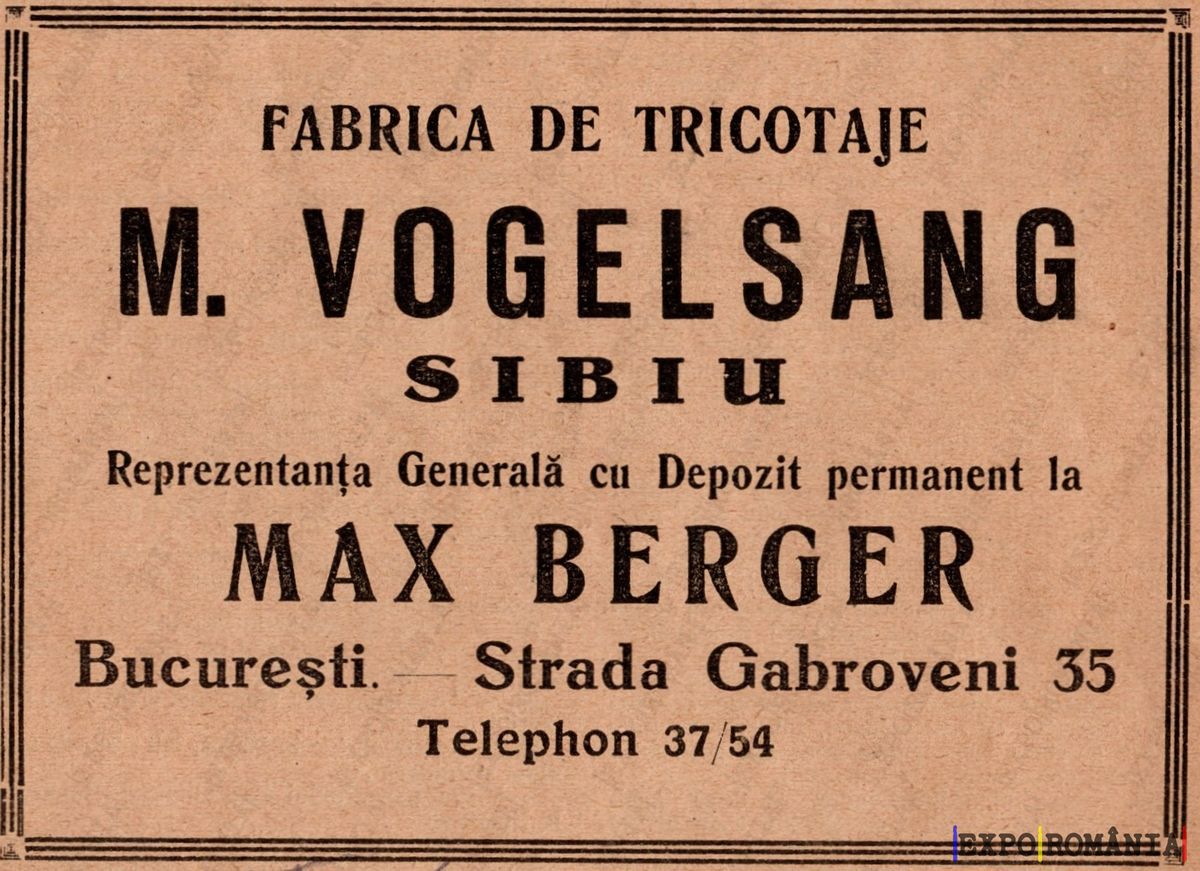 FABRICA DE TRICOTAJE
M. VOGELSANG
SIBIU
Reprezentanța Generală cu Depozit permanent la
MAX BERGER
București. — Strada Gabroveni 35
Telephon 37/54
EXPO ROMÂNIA